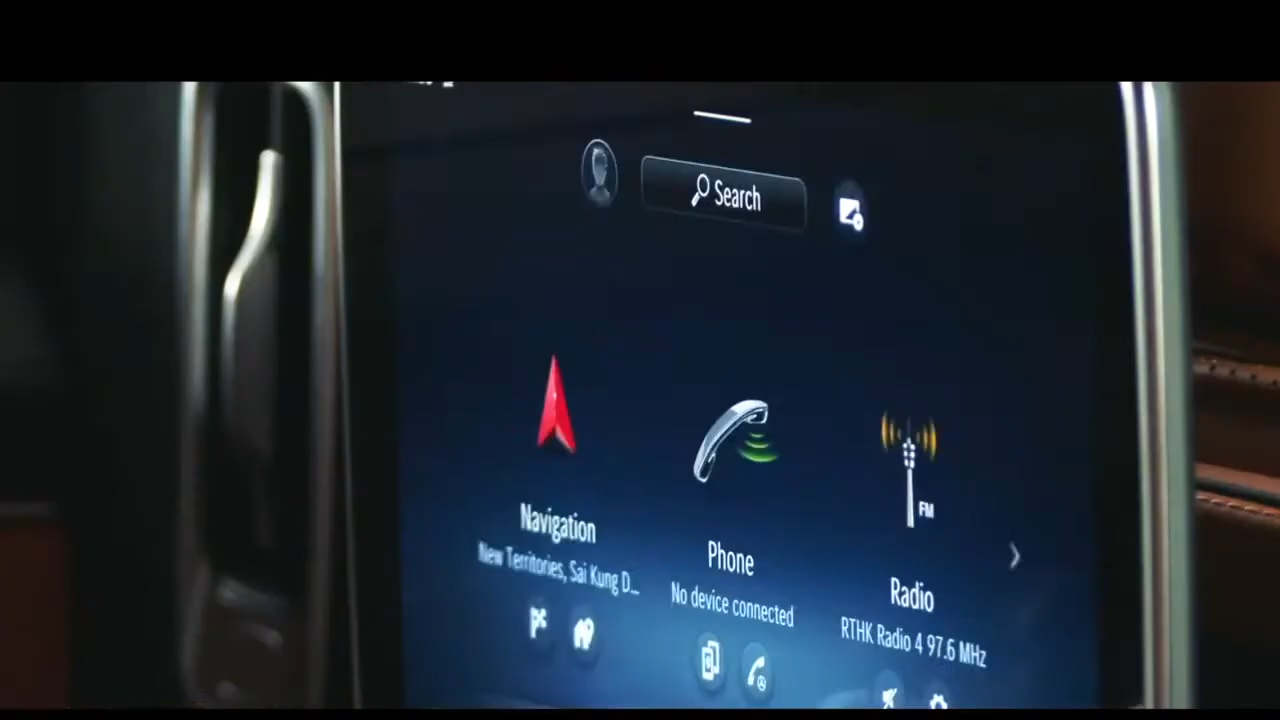 Search
Navigation
New Territories, Sai Kung D...
Phone
No device connected
FM
Radio
RTHK Radio 4 97.6 MHz